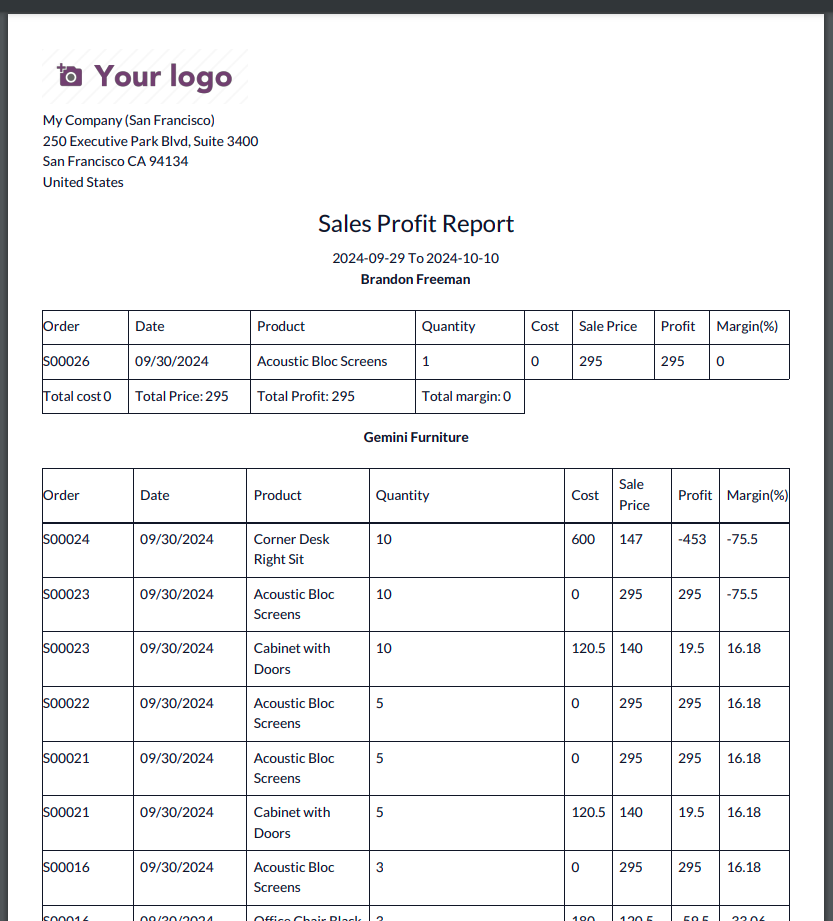 Your logo
My Company (San Francisco)
250 Executive Park Blvd, Suite 3400
San Francisco CA 94134
United States
Sales Profit Report
2024-09-29 To 2024-10-10
Brandon Freeman
Order Date Product Quantity Cost Sale Price Profit Margin(%)
S00026 09/30/2024 Acoustic Bloc Screens 1 0 295 295 0
Total cost 0 Total Price: 295 Total Profit: 295 Total margin: 0
Gemini Furniture
Order Date Product Quantity Cost Sale Price Profit Margin(%)
S00024 09/30/2024 Corner Desk Right Sit 10 600 147 -453 -75.5
S00023 09/30/2024 Acoustic Bloc Screens 10 0 295 295 -75.5
S00023 09/30/2024 Cabinet with Doors 10 120.5 140 19.5 16.18
S00022 09/30/2024 Acoustic Bloc Screens 5 0 295 295 16.18
S00021 09/30/2024 Acoustic Bloc Screens 5 0 295 295 16.18
S00021 09/30/2024 Cabinet with Doors 5 120.5 140 19.5 16.18
S00016 09/30/2024 Acoustic Bloc Screens 3 0 295 295 16.18
S00016 09/30/2024 Office Chair Black 3 180 120.5 -59.5 -33.06